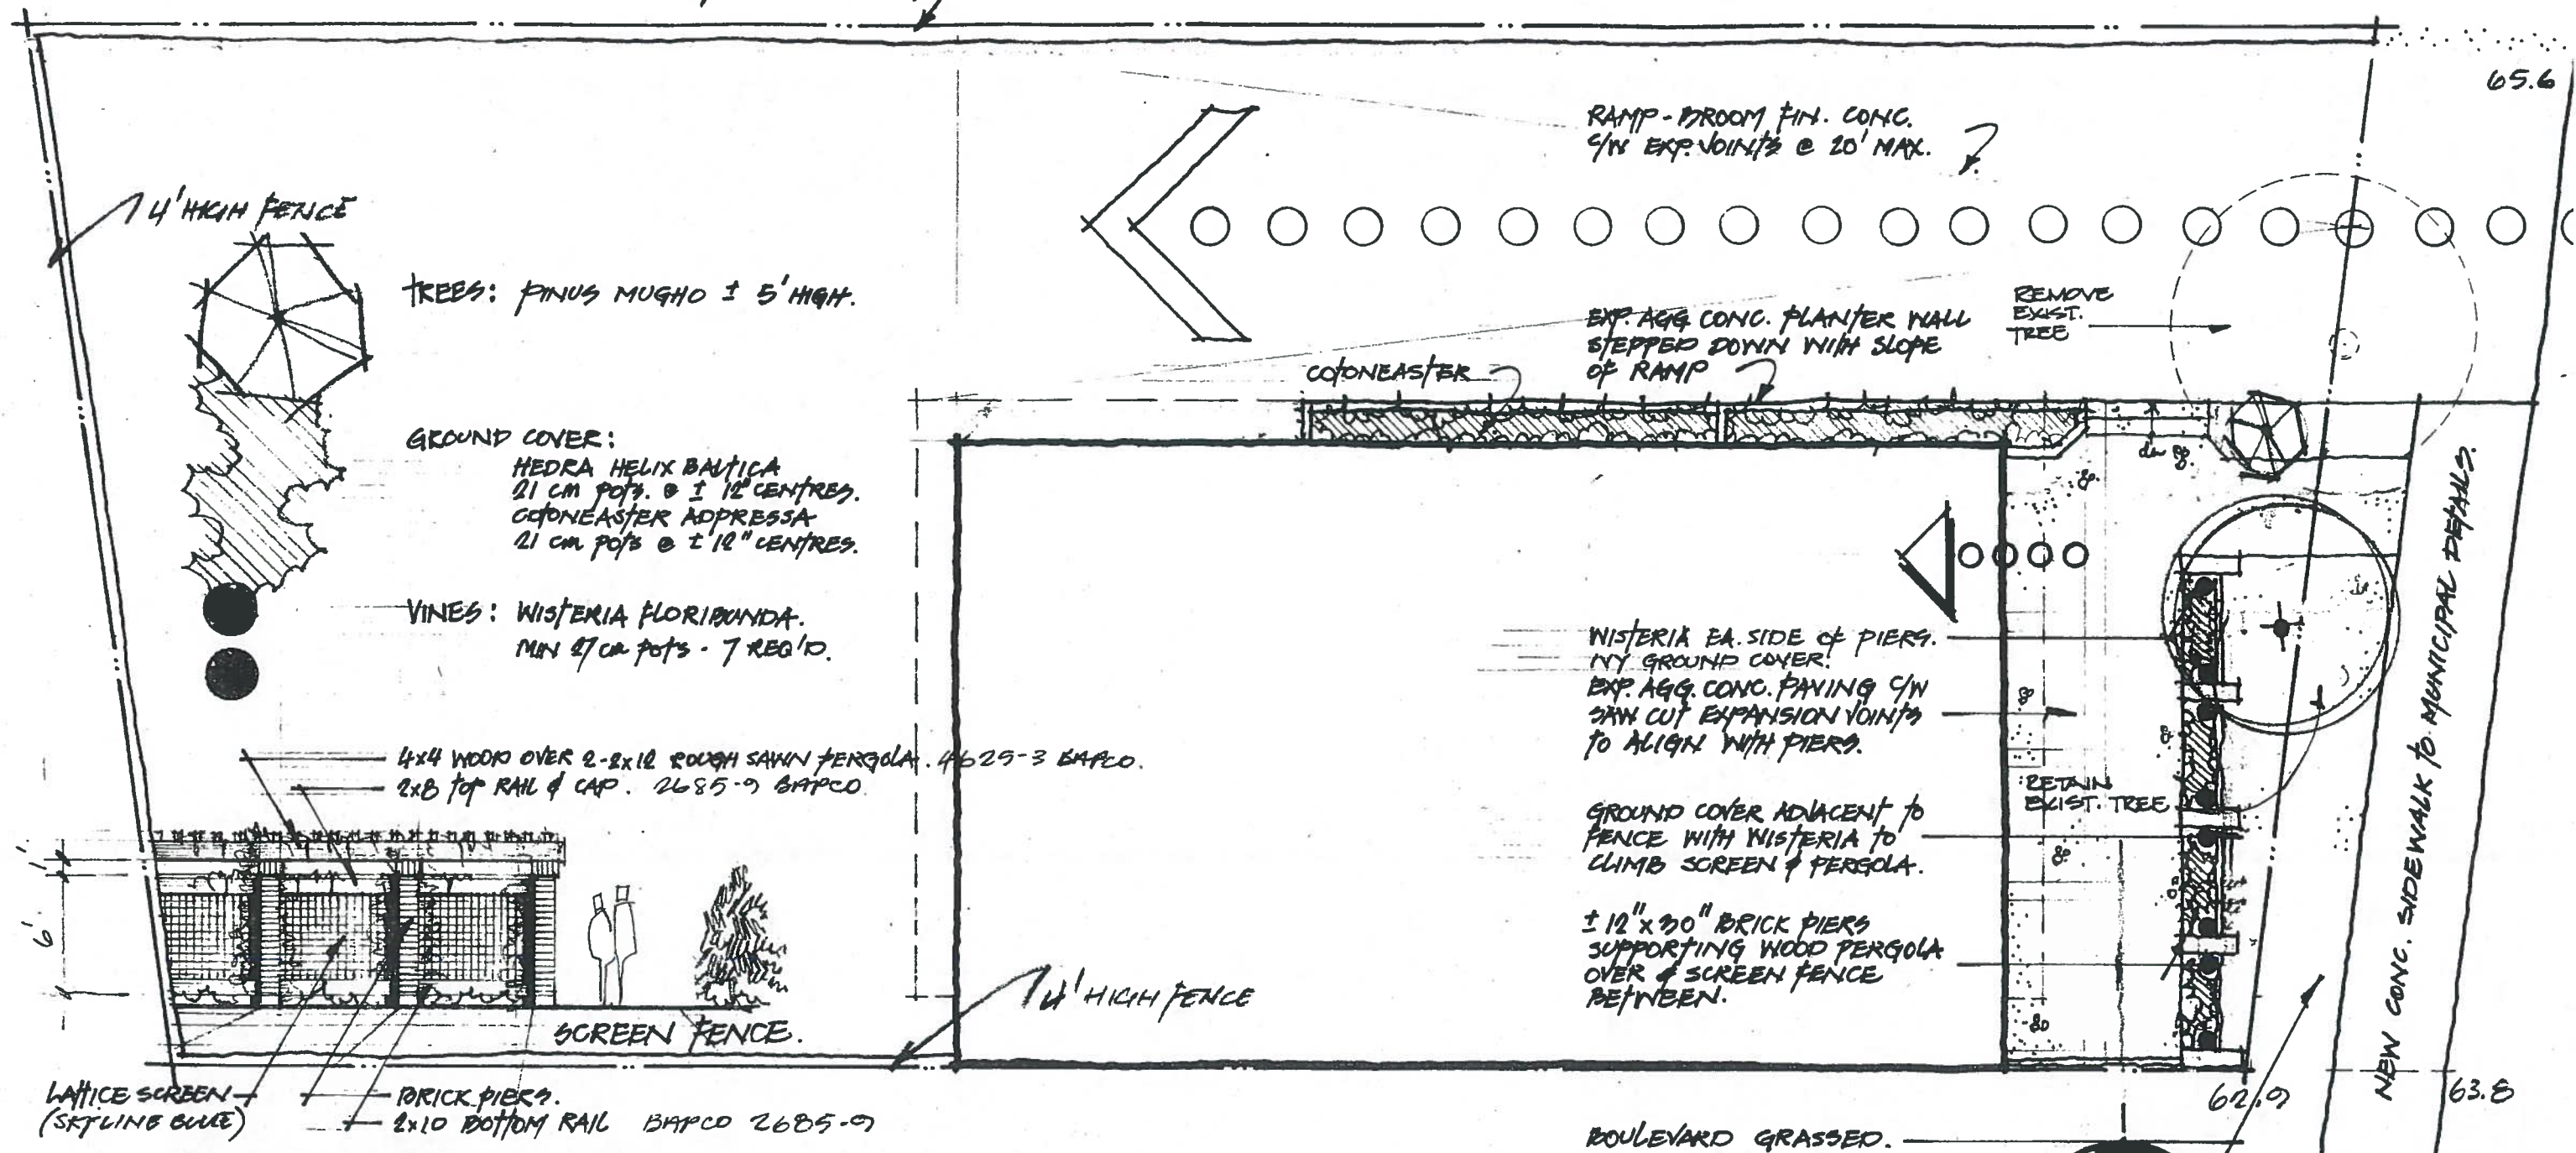 65.6
RAMP-BROOM FIN. CONC.
C/W EXP. JOINTS @ 20' MAX.
4' HIGH FENCE
TREES: PINUS MUGHO ± 5' HIGH.
REMOVE
EXIST.
TREE
EXP. AGG CONC. PLANTER WALL
STEPPED DOWN WITH SLOPE
OF RAMP
COTONEASTER
GROUND COVER:
HEDRA HELIX BALTICA
21 CM POTS. @ ± 12" CENTRES.
COTONEASTER ADPRESSA
21 CM POTS @ ± 12" CENTRES.
VINES: WISTERIA FLORIBUNDA.
MIN 27 CM POTS - 7 REQ'D.
WISTERIA EA. SIDE OF PIERS.
IVY GROUND COVER.
EXP. AGG. CONC. PAVING C/W
SAW CUT EXPANSION JOINTS
TO ALIGN WITH PIERS.
4x4 WOOD OVER 2-2x12 ROUGH SAWN PERGOLA. 4625-3 BAPCO.
2x8 TOP RAIL & CAP. 2685-9 BAPCO
RETAIN
EXIST. TREE
GROUND COVER ADJACENT TO
FENCE WITH WISTERIA TO
CLIMB SCREEN & PERGOLA.
1'
6'
± 12"x30" BRICK PIERS
SUPPORTING WOOD PERGOLA
OVER & SCREEN FENCE
BETWEEN.
4' HIGH FENCE
SCREEN FENCE.
NEW CONC. SIDEWALK TO MUNICIPAL DETAILS.
LATTICE SCREEN
(SKYLINE BLUE)
BRICK PIERS.
2x10 BOTTOM RAIL BAPCO 2685-9
62.9
63.8
BOULEVARD GRASSED.